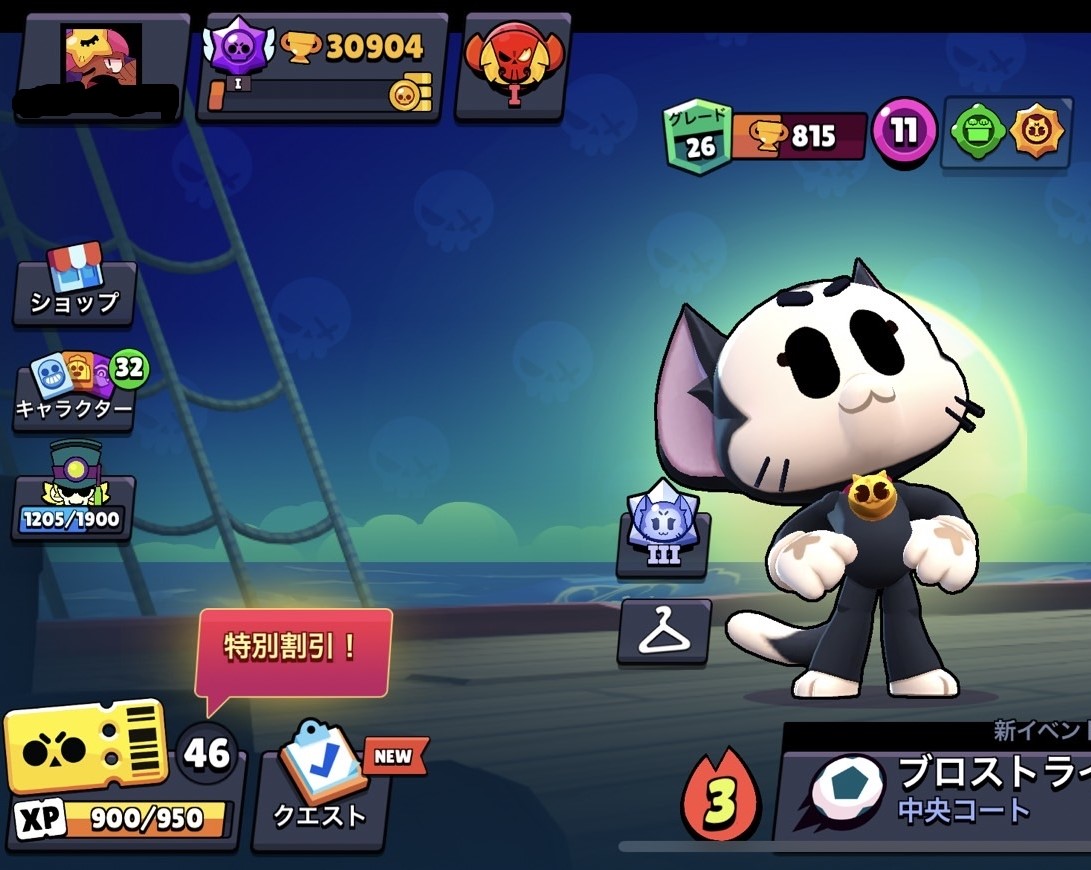 30904
I
I
グレード
26
815
11
ショップ
32
キャラクター
1205/1900
III
特別割引！
46
NEW
XP
900/950
クエスト
3
新イベント
ブロストライ
中央コート